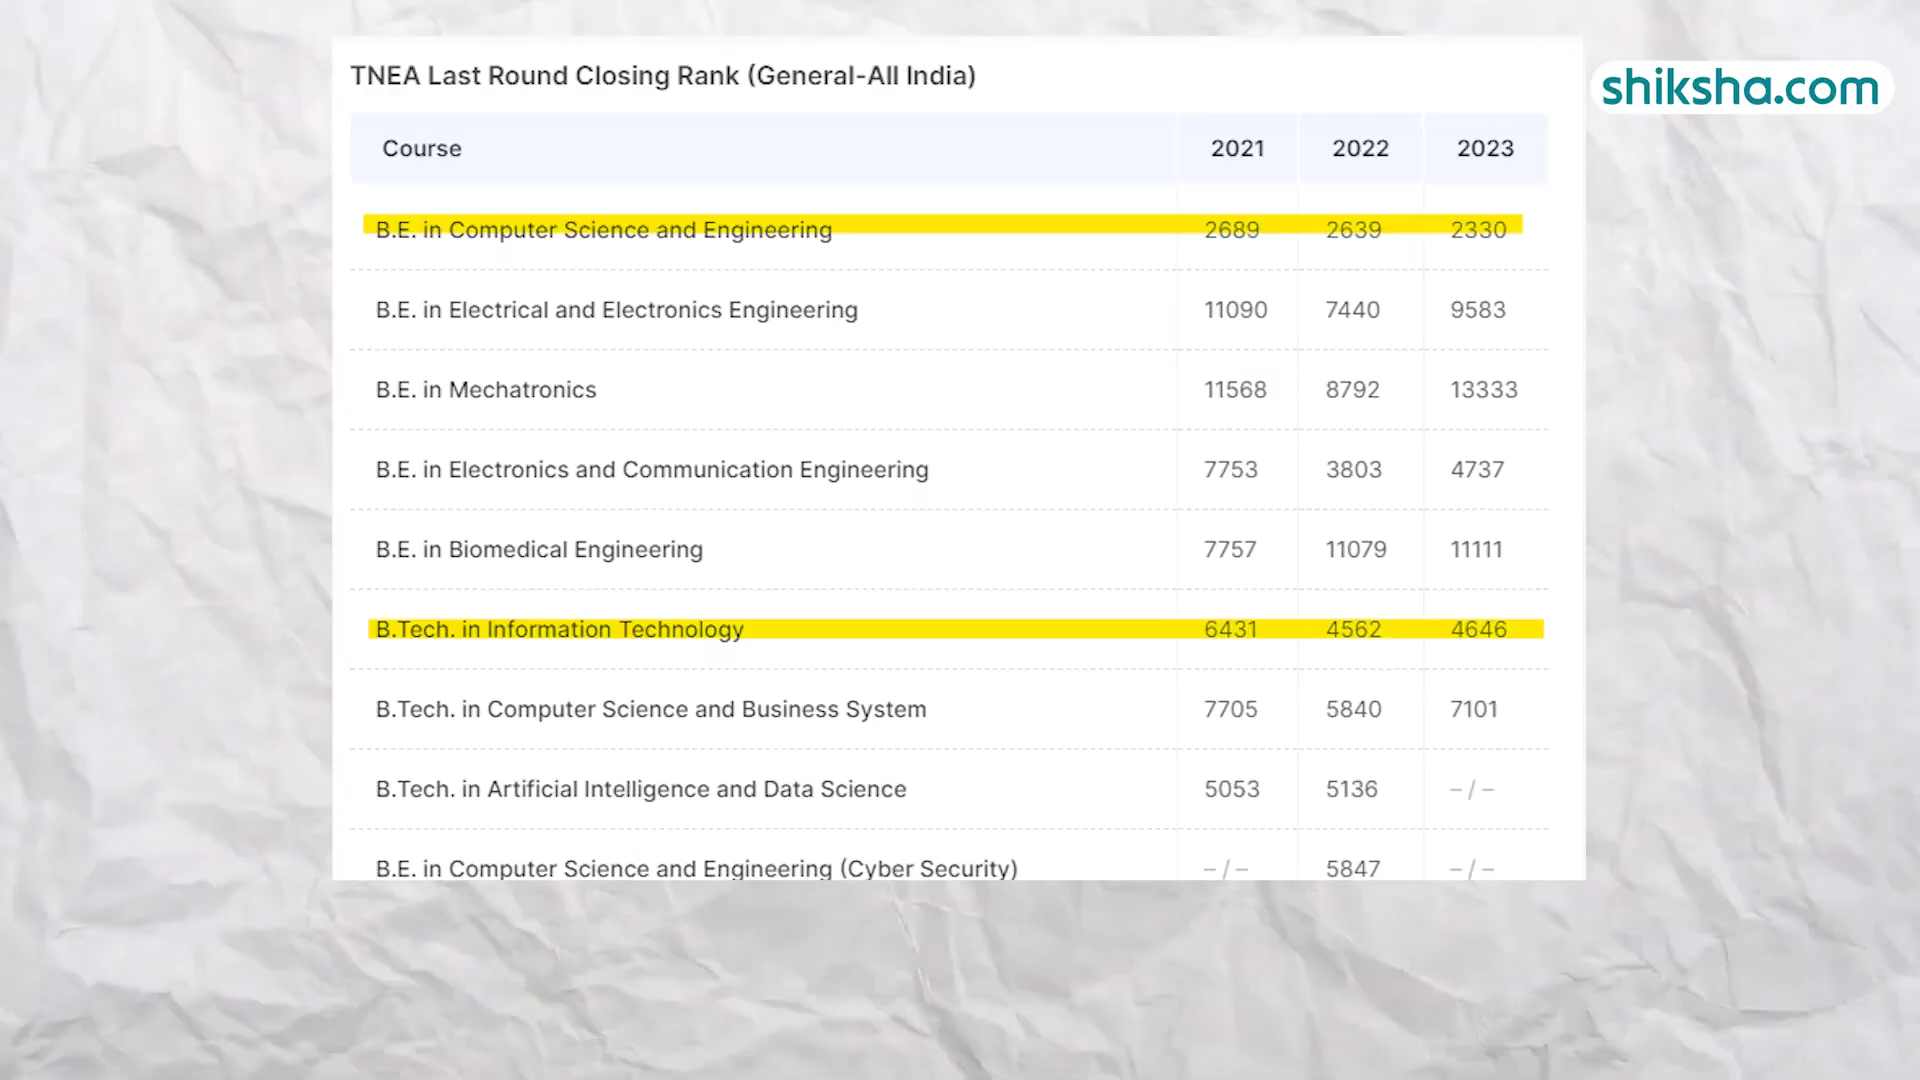 TNEA Last Round Closing Rank (General-All India)
shiksha.com
Course 2021 2022 2023
B.E. in Computer Science and Engineering 2689 2639 2330
B.E. in Electrical and Electronics Engineering 11090 7440 9583
B.E. in Mechatronics 11568 8792 13333
B.E. in Electronics and Communication Engineering 7753 3803 4737
B.E. in Biomedical Engineering 7757 11079 11111
B.Tech. in Information Technology 6431 4562 4646
B.Tech. in Computer Science and Business System 7705 5840 7101
B.Tech. in Artificial Intelligence and Data Science 5053 5136 – / –
B.E. in Computer Science and Engineering (Cyber Security) – / – 5847 – / –